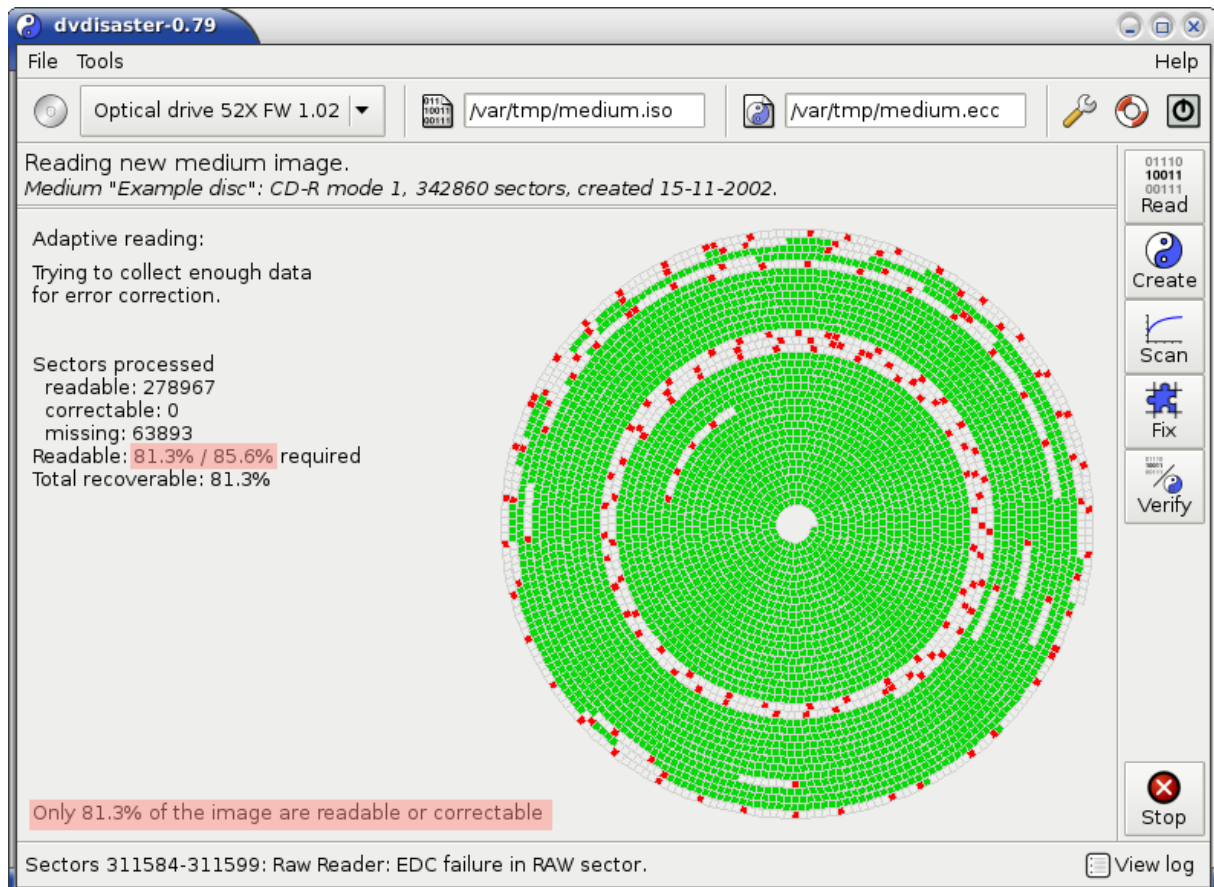 dvdisaster-0.79
File Tools Help
Optical drive 52X FW 1.02 /var/tmp/medium.iso /var/tmp/medium.ecc
Reading new medium image.
Medium "Example disc": CD-R mode 1, 342860 sectors, created 15-11-2002.
Adaptive reading:
Trying to collect enough data
for error correction.
Sectors processed
readable: 278967
correctable: 0
missing: 63893
Readable: 81.3% / 85.6% required
Total recoverable: 81.3%
Only 81.3% of the image are readable or correctable
01110
10011
00111
Read
Create
Scan
Fix
Verify
Stop
Sectors 311584-311599: Raw Reader: EDC failure in RAW sector. View log